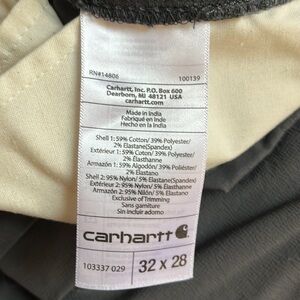 RN#14806 100139
Carhartt, Inc. P.O. Box 600
Dearborn, MI 48121 USA
carhartt.com
Made in India
Fabriqué en Inde
Hecho en la India
Shell 1: 59% Cotton/ 39% Polyester/
2% Elastane(Spandex)
Extérieur 1: 59% Coton/ 39% Polyester/
2% Élasthanne
Armazón 1: 59% Algodón/ 39% Poliéster/
2% Elastano
Shell 2: 95% Nylon/ 5% Elastane(Spandex)
Extérieur 2: 95% Nylon/ 5% Élasthanne
Armazón 2: 95% Nilón/ 5% Elastano
Exclusive of Trimming
Sans garniture
Sin incluir adorno
carhartt
103337 029 32 x 28